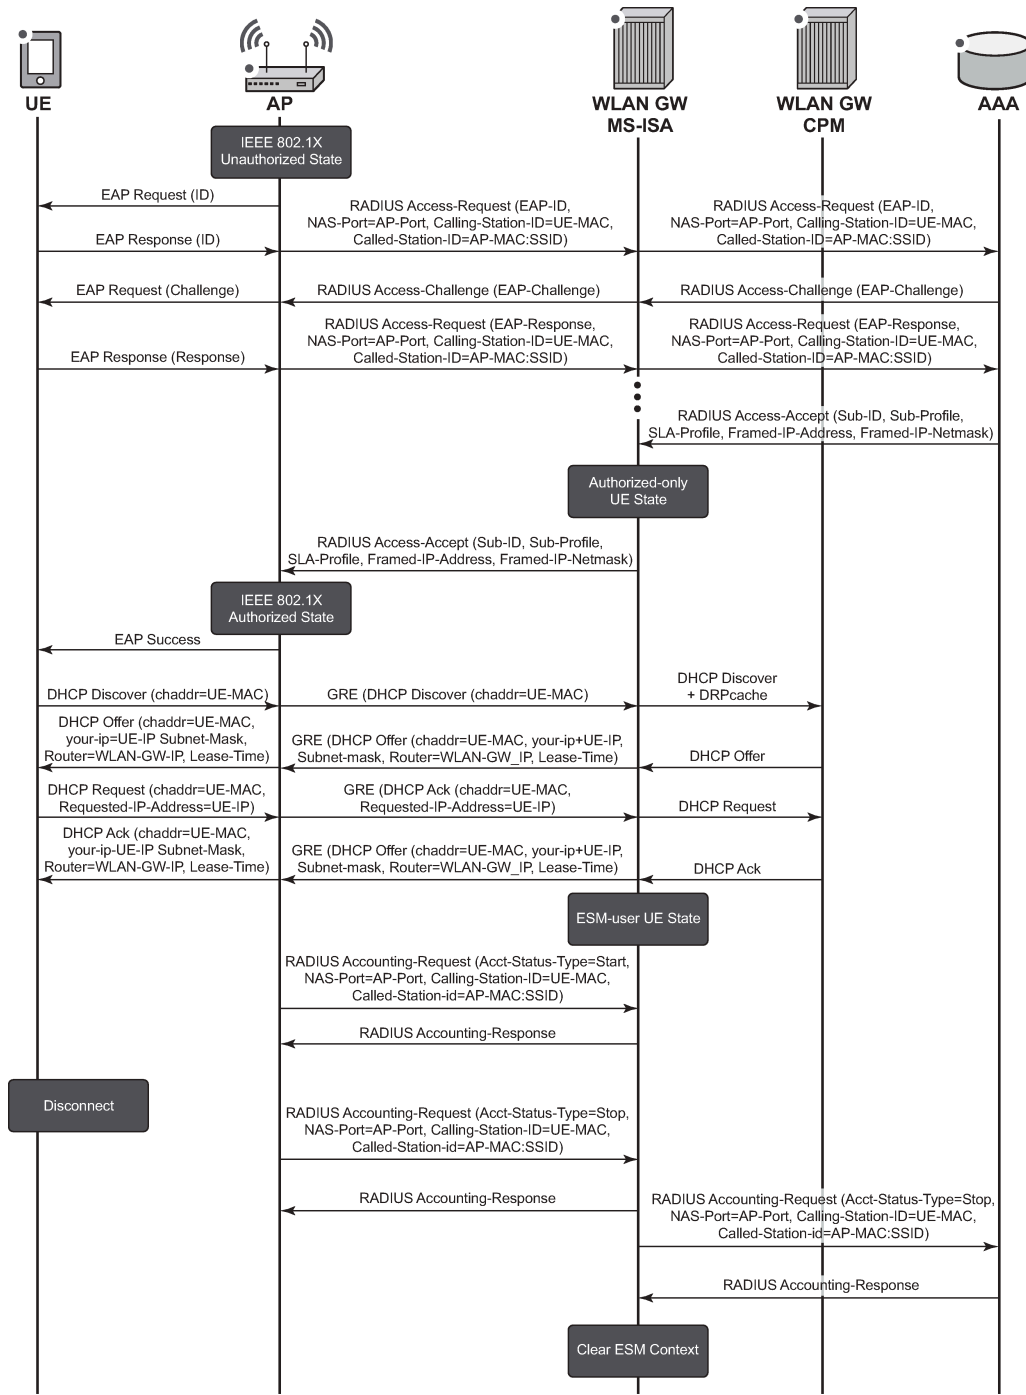 UE
AP
WLAN GW
MS-ISA
WLAN GW
CPM
AAA
IEEE 802.1X
Unauthorized State
EAP Request (ID)
RADIUS Access-Request (EAP-ID,
NAS-Port=AP-Port, Calling-Station-ID=UE-MAC,
Called-Station-ID=AP-MAC:SSID)
RADIUS Access-Request (EAP-ID,
NAS-Port=AP-Port, Calling-Station-ID=UE-MAC,
Called-Station-ID=AP-MAC:SSID)
EAP Response (ID)
EAP Request (Challenge)
RADIUS Access-Challenge (EAP-Challenge)
RADIUS Access-Challenge (EAP-Challenge)
EAP Response (Response)
RADIUS Access-Request (EAP-Response,
NAS-Port=AP-Port, Calling-Station-ID=UE-MAC,
Called-Station-ID=AP-MAC:SSID)
RADIUS Access-Request (EAP-Response,
NAS-Port=AP-Port, Calling-Station-ID=UE-MAC,
Called-Station-ID=AP-MAC:SSID)
RADIUS Access-Accept (Sub-ID, Sub-Profile,
SLA-Profile, Framed-IP-Address, Framed-IP-Netmask)
Authorized-only
UE State
RADIUS Access-Accept (Sub-ID, Sub-Profile,
SLA-Profile, Framed-IP-Address, Framed-IP-Netmask)
IEEE 802.1X
Authorized State
EAP Success
DHCP Discover (chaddr=UE-MAC)
GRE (DHCP Discover (chaddr=UE-MAC)
DHCP Discover
+ DRPcache
DHCP Offer (chaddr=UE-MAC,
your-ip=UE-IP Subnet-Mask,
Router=WLAN-GW-IP, Lease-Time)
GRE (DHCP Offer (chaddr=UE-MAC, your-ip+UE-IP,
Subnet-mask, Router=WLAN-GW_IP, Lease-Time)
DHCP Offer
DHCP Request (chaddr=UE-MAC,
Requested-IP-Address=UE-IP)
GRE (DHCP Ack (chaddr=UE-MAC,
Requested-IP-Address=UE-IP)
DHCP Request
DHCP Ack (chaddr=UE-MAC,
your-ip-UE-IP Subnet-Mask,
Router=WLAN-GW-IP, Lease-Time)
GRE (DHCP Offer (chaddr=UE-MAC, your-ip+UE-IP,
Subnet-mask, Router=WLAN-GW_IP, Lease-Time)
DHCP Ack
ESM-user UE State
RADIUS Accounting-Request (Acct-Status-Type=Start,
NAS-Port=AP-Port, Calling-Station-ID=UE-MAC,
Called-Station-id=AP-MAC:SSID)
RADIUS Accounting-Response
Disconnect
RADIUS Accounting-Request (Acct-Status-Type=Stop,
NAS-Port=AP-Port, Calling-Station-ID=UE-MAC,
Called-Station-id=AP-MAC:SSID)
RADIUS Accounting-Response
RADIUS Accounting-Request (Acct-Status-Type=Stop,
NAS-Port=AP-Port, Calling-Station-ID=UE-MAC,
Called-Station-id=AP-MAC:SSID)
RADIUS Accounting-Response
Clear ESM Context